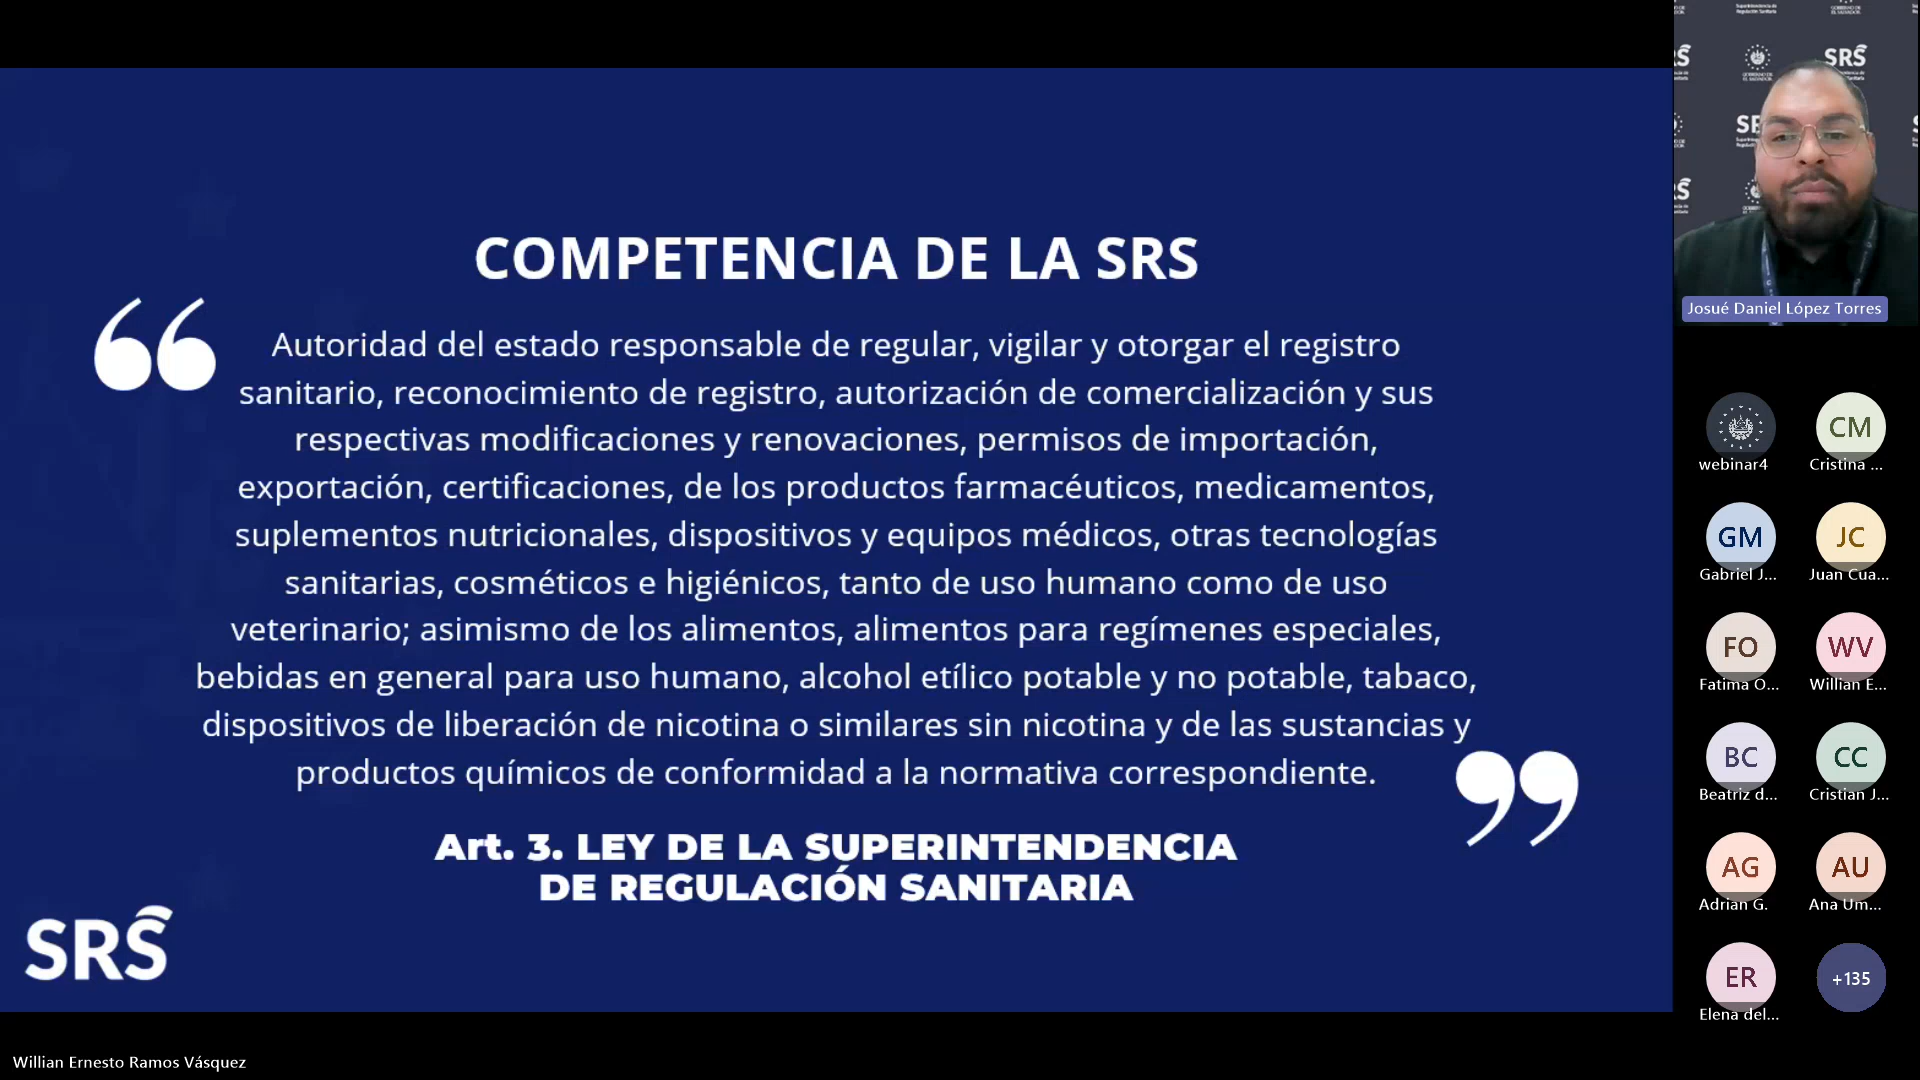 COMPETENCIA DE LA SRS
“
Autoridad del estado responsable de regular, vigilar y otorgar el registro
sanitario, reconocimiento de registro, autorización de comercialización y sus
respectivas modificaciones y renovaciones, permisos de importación,
exportación, certificaciones, de los productos farmacéuticos, medicamentos,
suplementos nutricionales, dispositivos y equipos médicos, otras tecnologías
sanitarias, cosméticos e higiénicos, tanto de uso humano como de uso
veterinario; asimismo de los alimentos, alimentos para regímenes especiales,
bebidas en general para uso humano, alcohol etílico potable y no potable, tabaco,
dispositivos de liberación de nicotina o similares sin nicotina y de las sustancias y
productos químicos de conformidad a la normativa correspondiente.
”
Art. 3. LEY DE LA SUPERINTENDENCIA
DE REGULACIÓN SANITARIA
SRS
Willian Ernesto Ramos Vásquez
SRS
Josué Daniel López Torres
webinar4
CM
Cristina ...
GM
Gabriel J...
JC
Juan Cua...
FO
Fatima O...
WV
Willian E...
BC
Beatriz d...
CC
Cristian J...
AG
Adrian G.
AU
Ana Um...
ER
Elena del...
+135